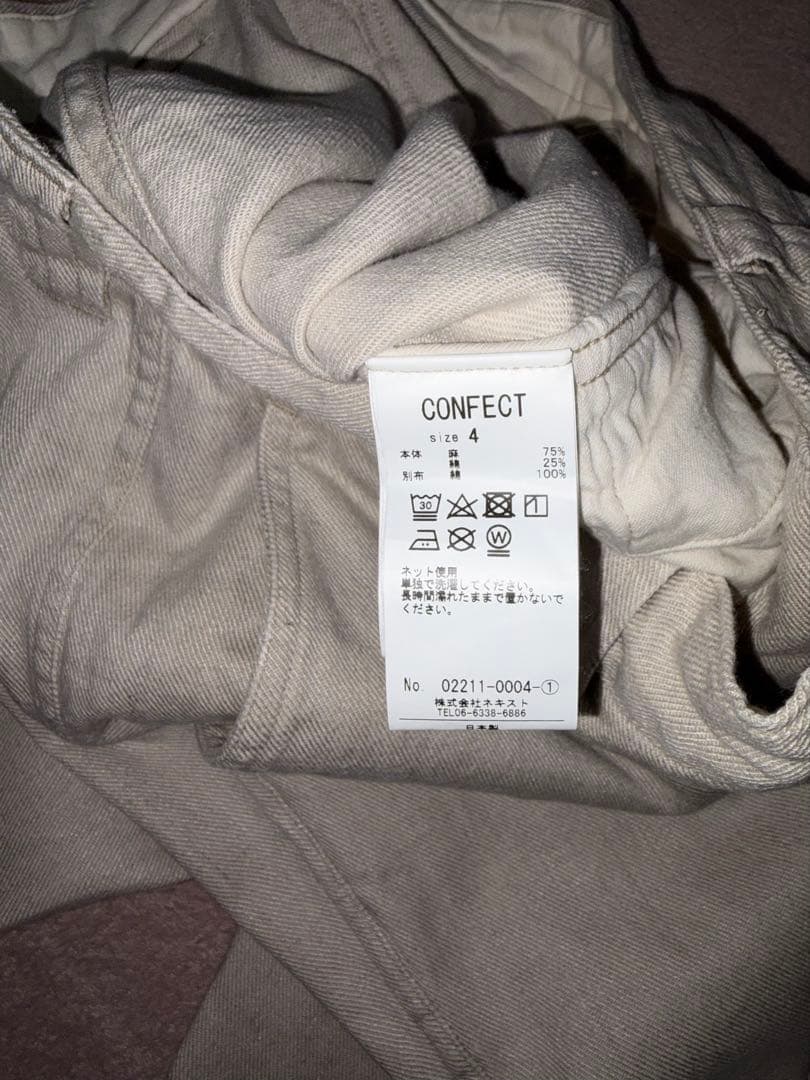 CONFECT
size 4
本体 麻 75%
綿 25%
別布 綿 100%
30
W
ネット使用
単独で洗濯してください。
長時間濡れたままで置かないで
ください。
No. 02211-0004-①
株式会社ネキスト
TEL06-6338-6886
日本製